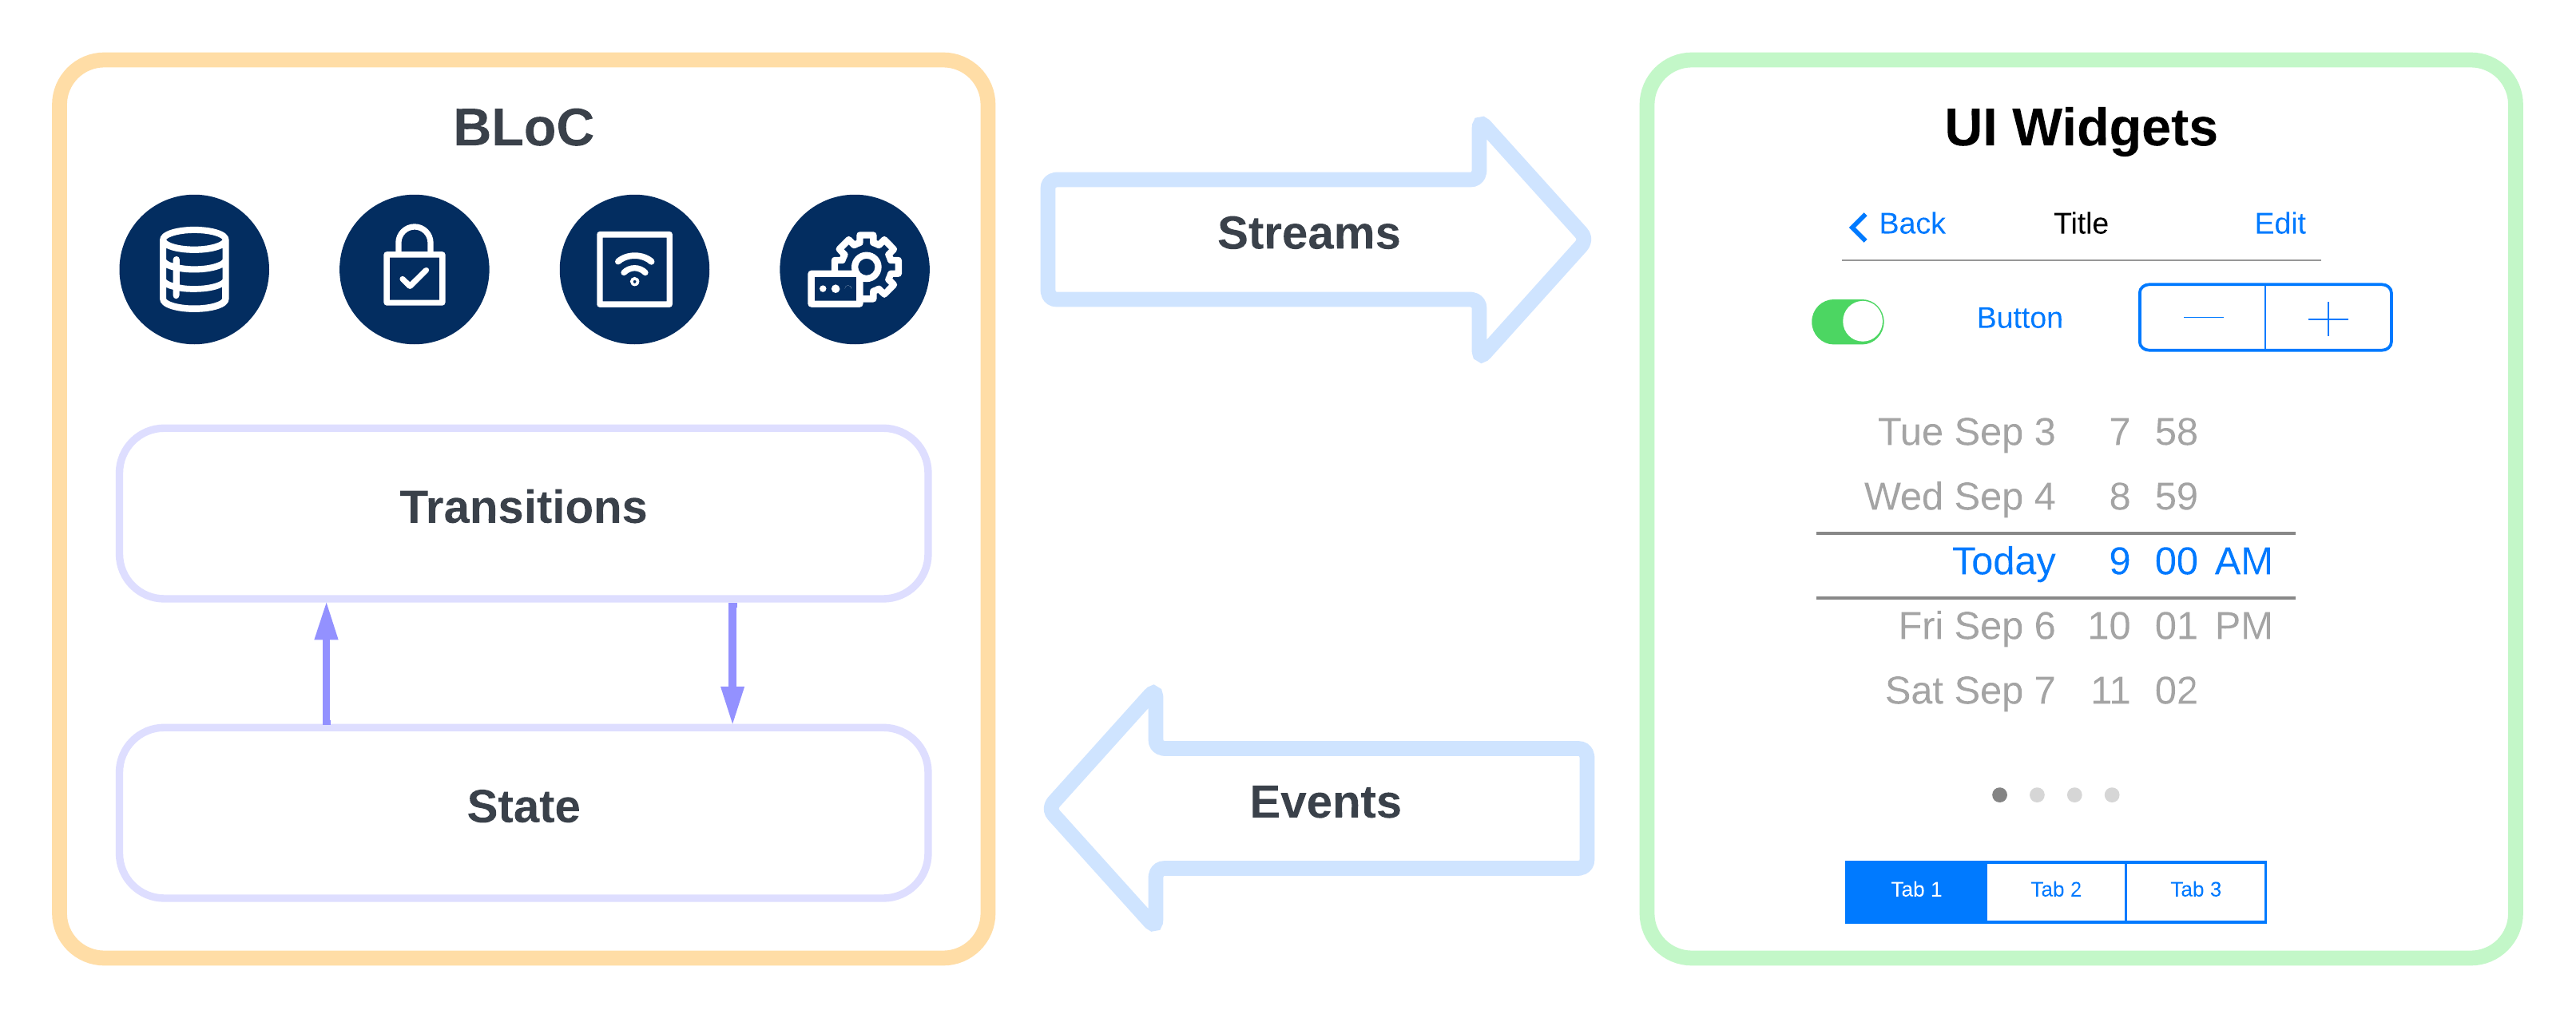 BLoC
Transitions
State
Streams
Events
UI Widgets
Back Title Edit
Button
Tue Sep 3 7 58
Wed Sep 4 8 59
Today 9 00 AM
Fri Sep 6 10 01 PM
Sat Sep 7 11 02
Tab 1 Tab 2 Tab 3